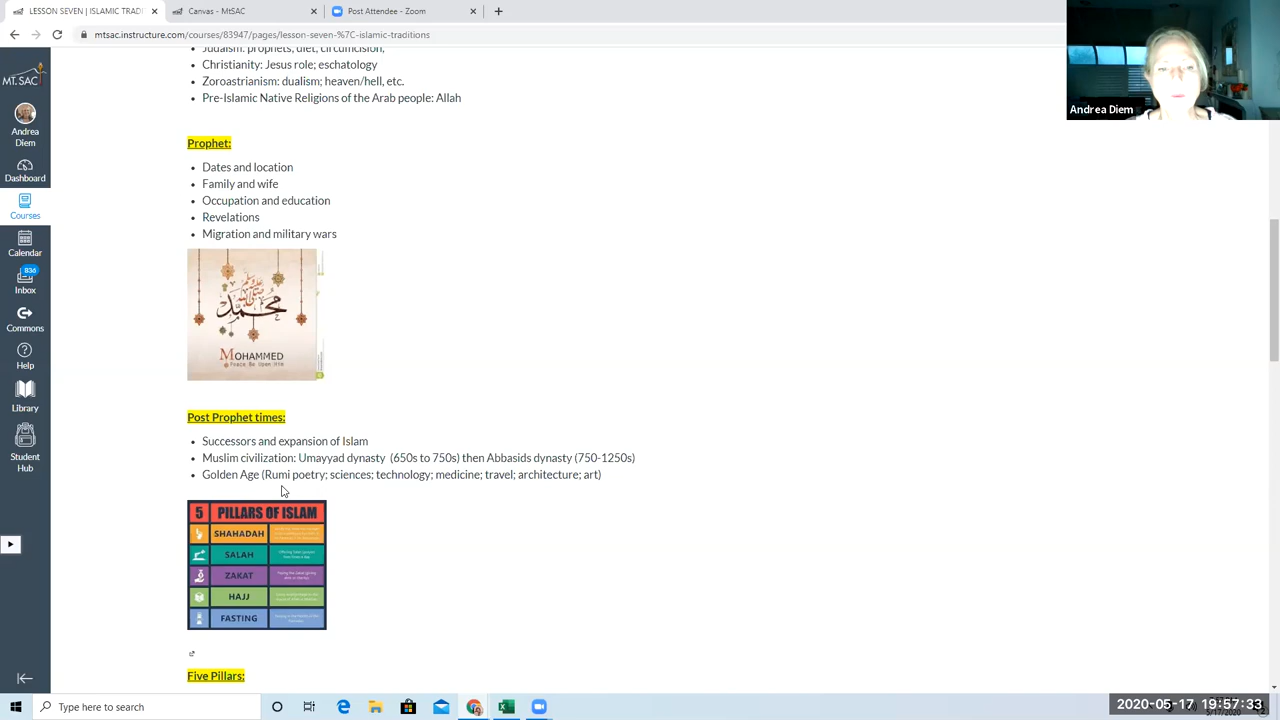 LESSON SEVEN | ISLAMIC TRADI
Canvas - MtSAC
Post Attendee - Zoom
mtsac.instructure.com/courses/83947/pages/lesson-seven-%7C-islamic-traditions
MT.SAC
Andrea Diem
Dashboard
Courses
Calendar
836
Inbox
Commons
Help
Library
Student Hub
Judaism: prophets, diet, circumcision,
Christianity: Jesus role; eschatology
Zoroastrianism: dualism: heaven/hell, etc.
Pre-Islamic Native Religions of the Arab people: Allah
Prophet:
Dates and location
Family and wife
Occupation and education
Revelations
Migration and military wars
محمد
MOHAMMED
Peace Be Upon Him
Post Prophet times:
Successors and expansion of Islam
Muslim civilization: Umayyad dynasty (650s to 750s) then Abbasids dynasty (750-1250s)
Golden Age (Rumi poetry; sciences; technology; medicine; travel; architecture; art)
5 PILLARS OF ISLAM
SHAHADAH
SALAH
ZAKAT
HAJJ
FASTING
Five Pillars:
Andrea Diem
Type here to search
2020-05-17 19:57:33